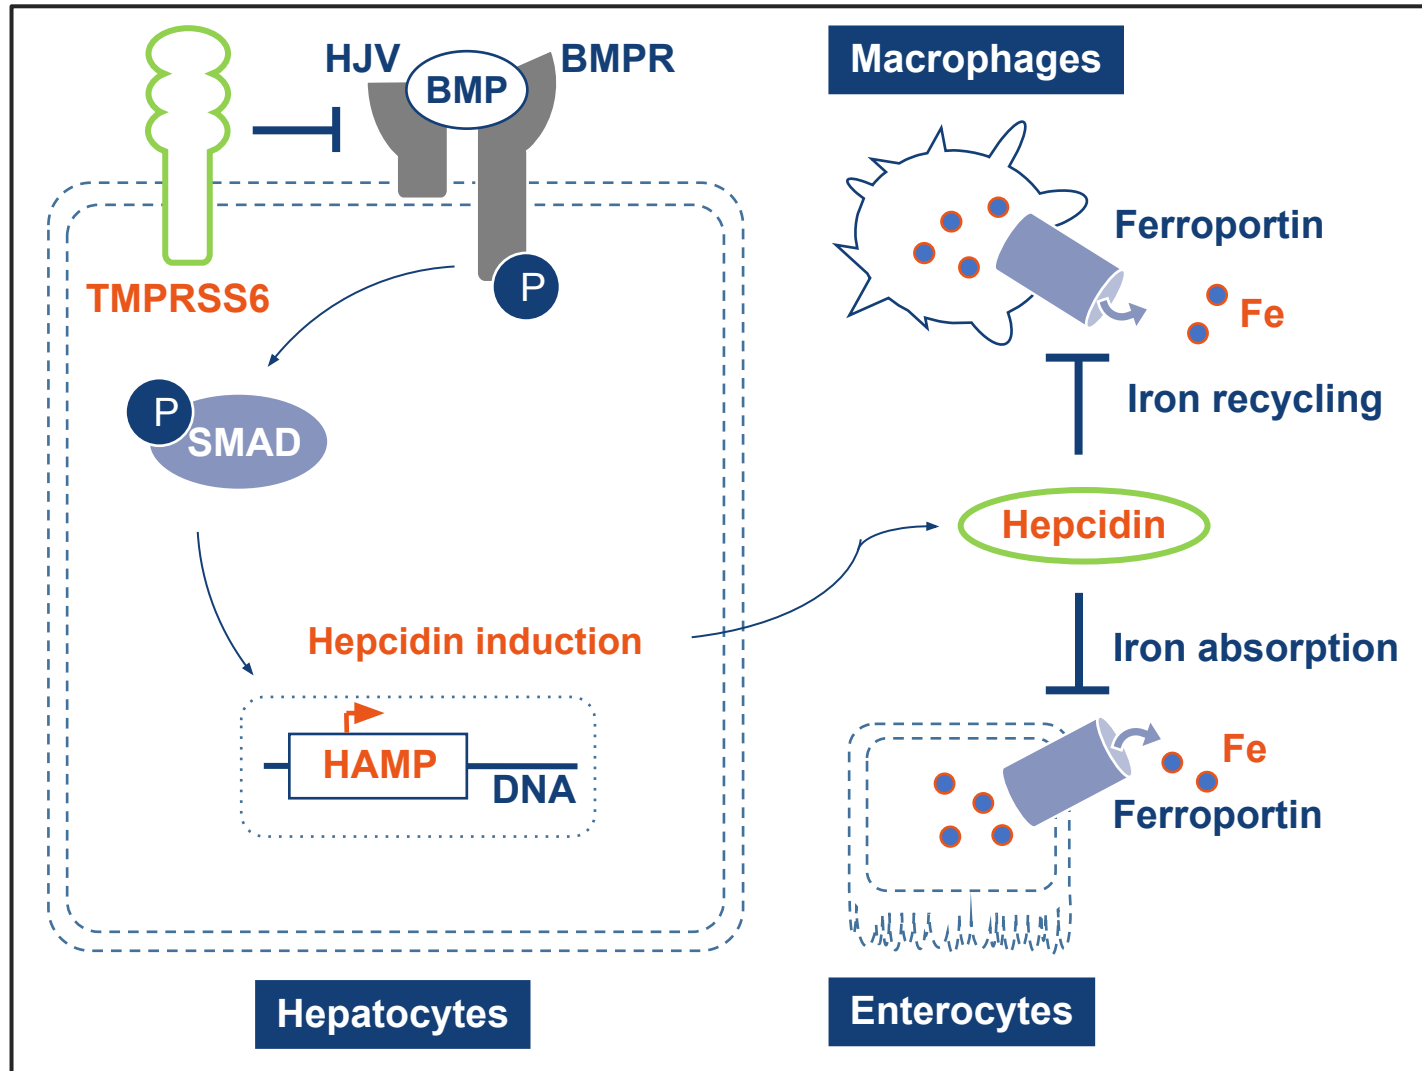 HJV
BMP
BMPR
TMPRSS6
P
P
SMAD
Hepcidin induction
HAMP
DNA
Hepatocytes
Macrophages
Ferroportin
Fe
Iron recycling
Hepcidin
Iron absorption
Fe
Ferroportin
Enterocytes